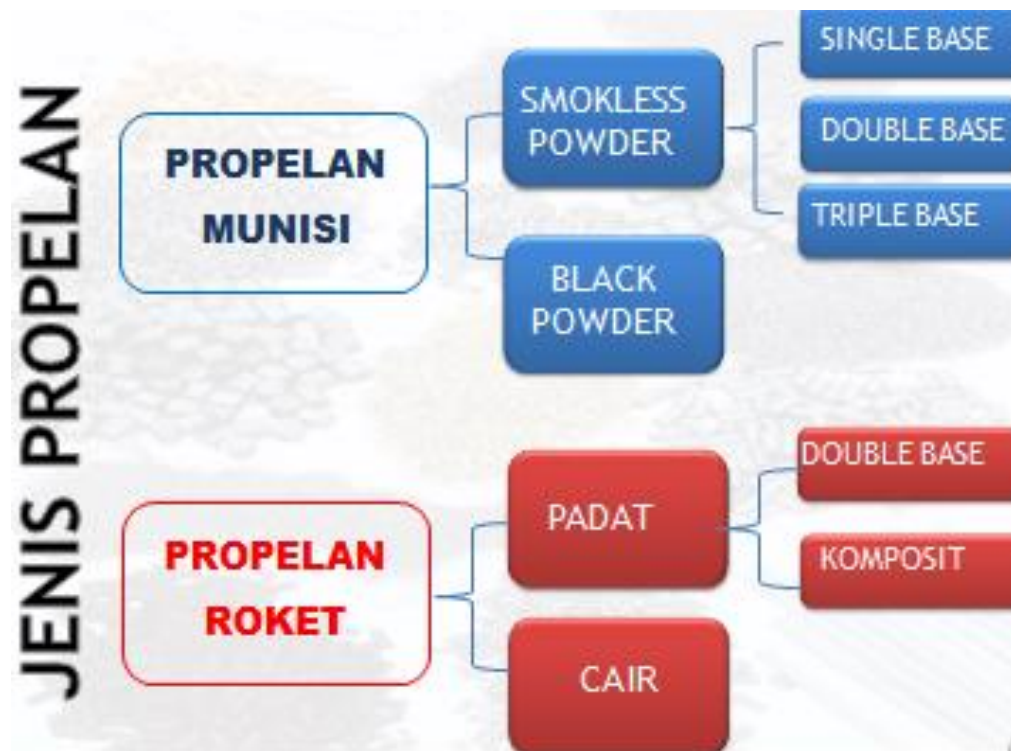 JENIS PROPELAN
PROPELAN
MUNISI
SMOKLESS
POWDER
SINGLE BASE
DOUBLE BASE
TRIPLE BASE
BLACK
POWDER
PROPELAN
ROKET
PADAT
DOUBLE BASE
KOMPOSIT
CAIR